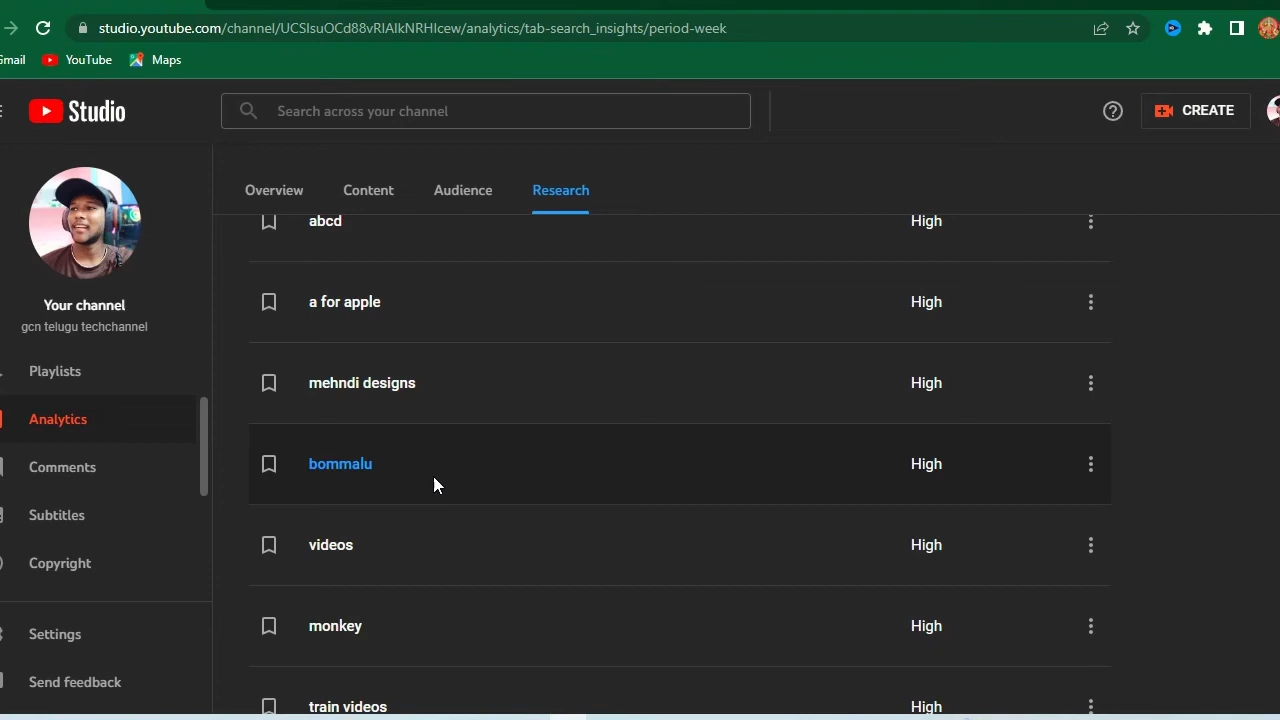 studio.youtube.com/channel/UCSIsuOCd88vRlAIkNRHIcew/analytics/tab-search_insights/period-week
Gmail YouTube Maps
Studio
Search across your channel
CREATE
Overview Content Audience Research
abcd High
a for apple High
mehndi designs High
bommalu High
videos High
monkey High
train videos High
Your channel
gcn telugu techchannel
Playlists
Analytics
Comments
Subtitles
Copyright
Settings
Send feedback